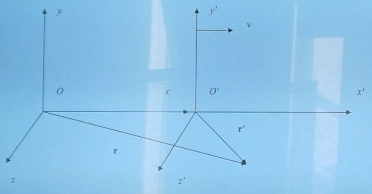 y y'
v
O x O' x'
r'
r
z z'